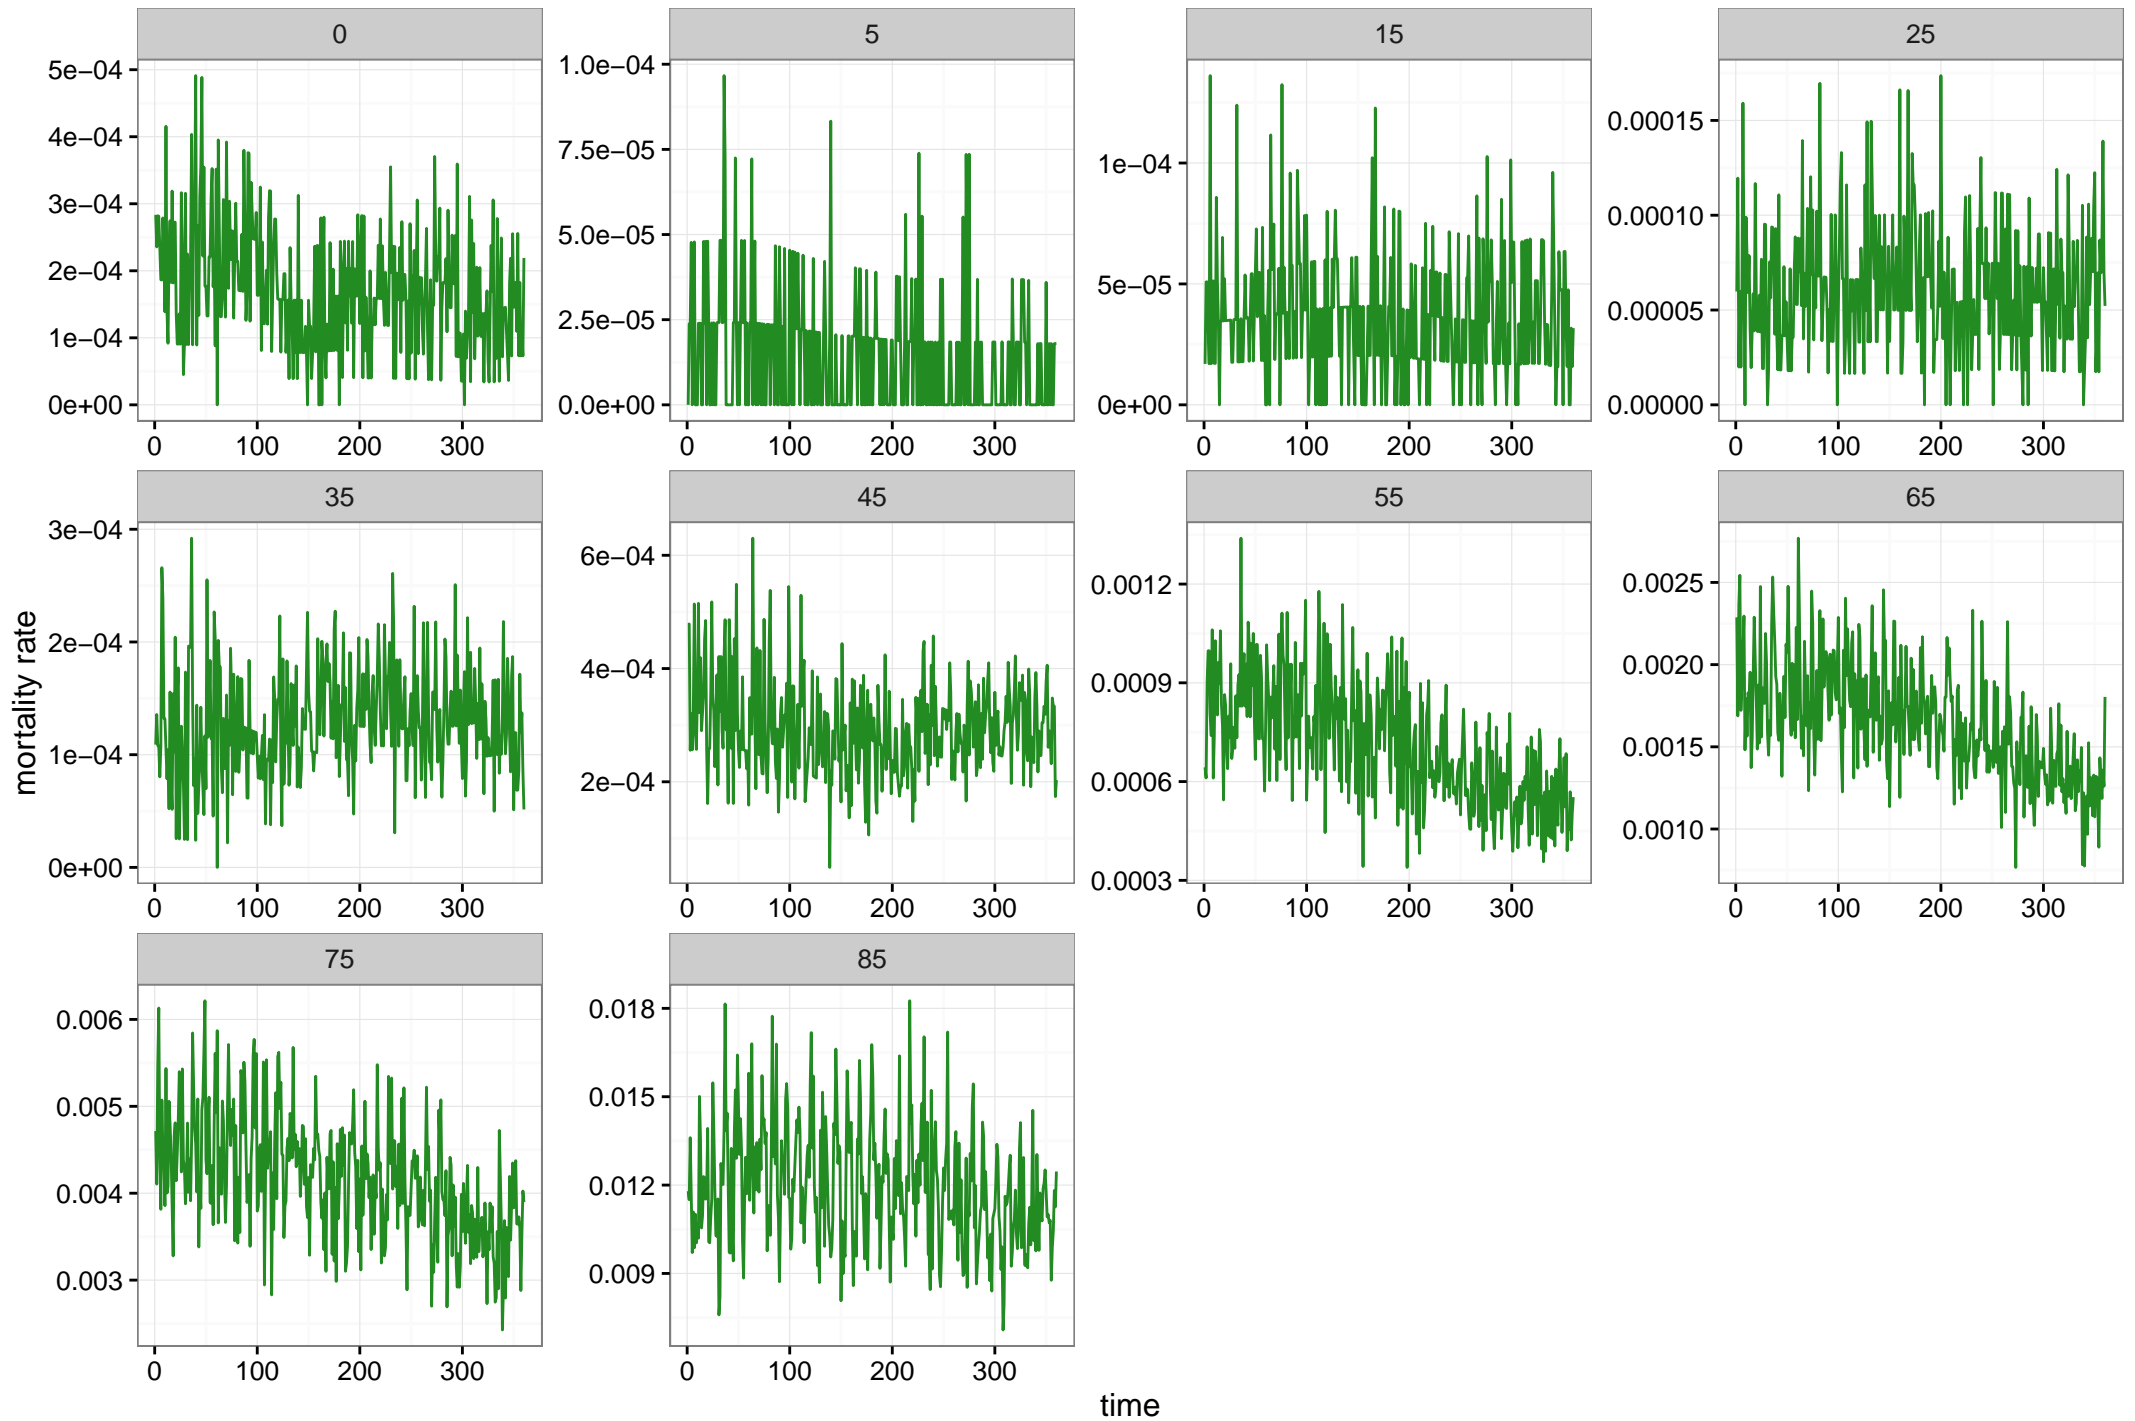 0 5 15 25
5e−04 1.0e−04 1e−04 0.00015
4e−04 7.5e−05 5e−05 0.00010
3e−04 5.0e−05 0e+00 0.00005
2e−04 2.5e−05 0.00000
1e−04 0.0e+00
0e+00
0 100 200 300 0 100 200 300 0 100 200 300 0 100 200 300
35 45 55 65
3e−04 6e−04 0.0012 0.0025
2e−04 4e−04 0.0009 0.0020
1e−04 2e−04 0.0006 0.0015
0e+00 0.0003 0.0010
0 100 200 300 0 100 200 300 0 100 200 300 0 100 200 300
mortality rate
75 85
0.006 0.018
0.005 0.015
0.004 0.012
0.003 0.009
0 100 200 300 0 100 200 300
time